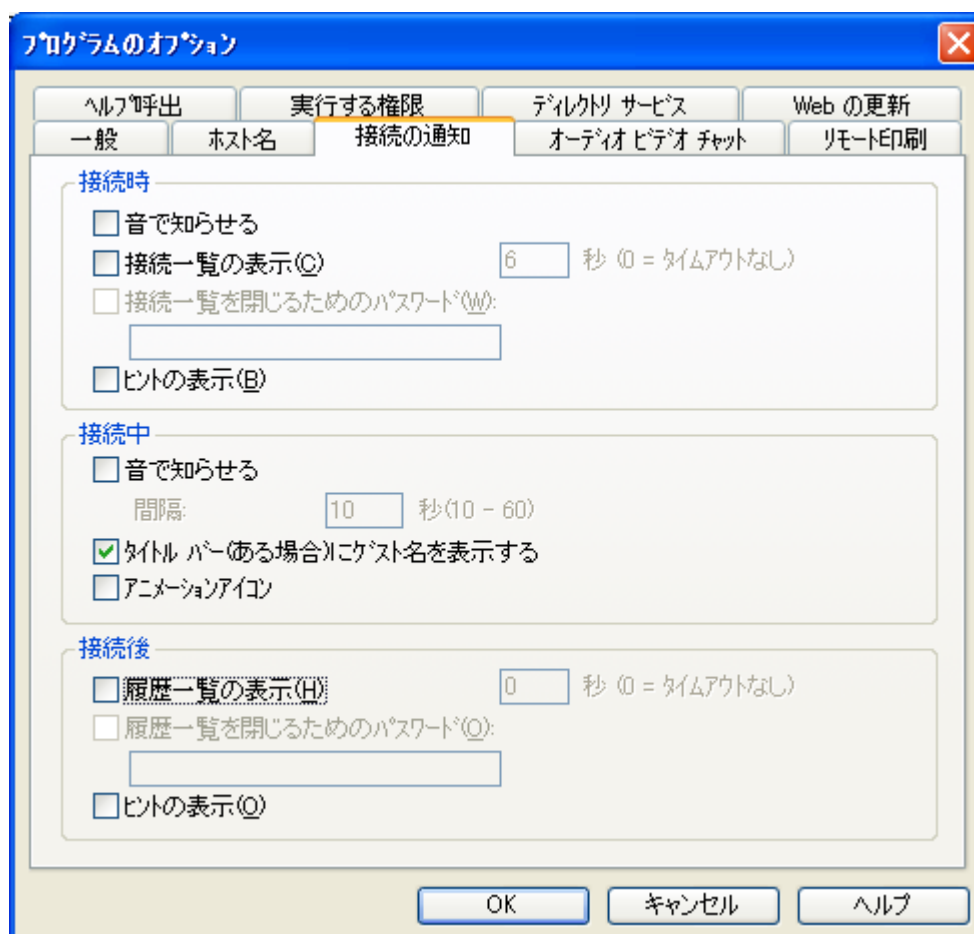 プログラムのオプション
ヘルプ呼出 実行する権限 ディレクトリ サービス Web の更新
一般 ホスト名 接続の通知 オーディオ ビデオ チャット リモート印刷
接続時
音で知らせる
接続一覧の表示(C) 6 秒 (0 = タイムアウトなし)
接続一覧を閉じるためのパスワード(W):
ヒントの表示(B)
接続中
音で知らせる
間隔: 10 秒(10 - 60)
タイトル バー(ある場合)にゲスト名を表示する
アニメーションアイコン
接続後
履歴一覧の表示(H) 0 秒 (0 = タイムアウトなし)
履歴一覧を閉じるためのパスワード(O):
ヒントの表示(O)
OK キャンセル ヘルプ